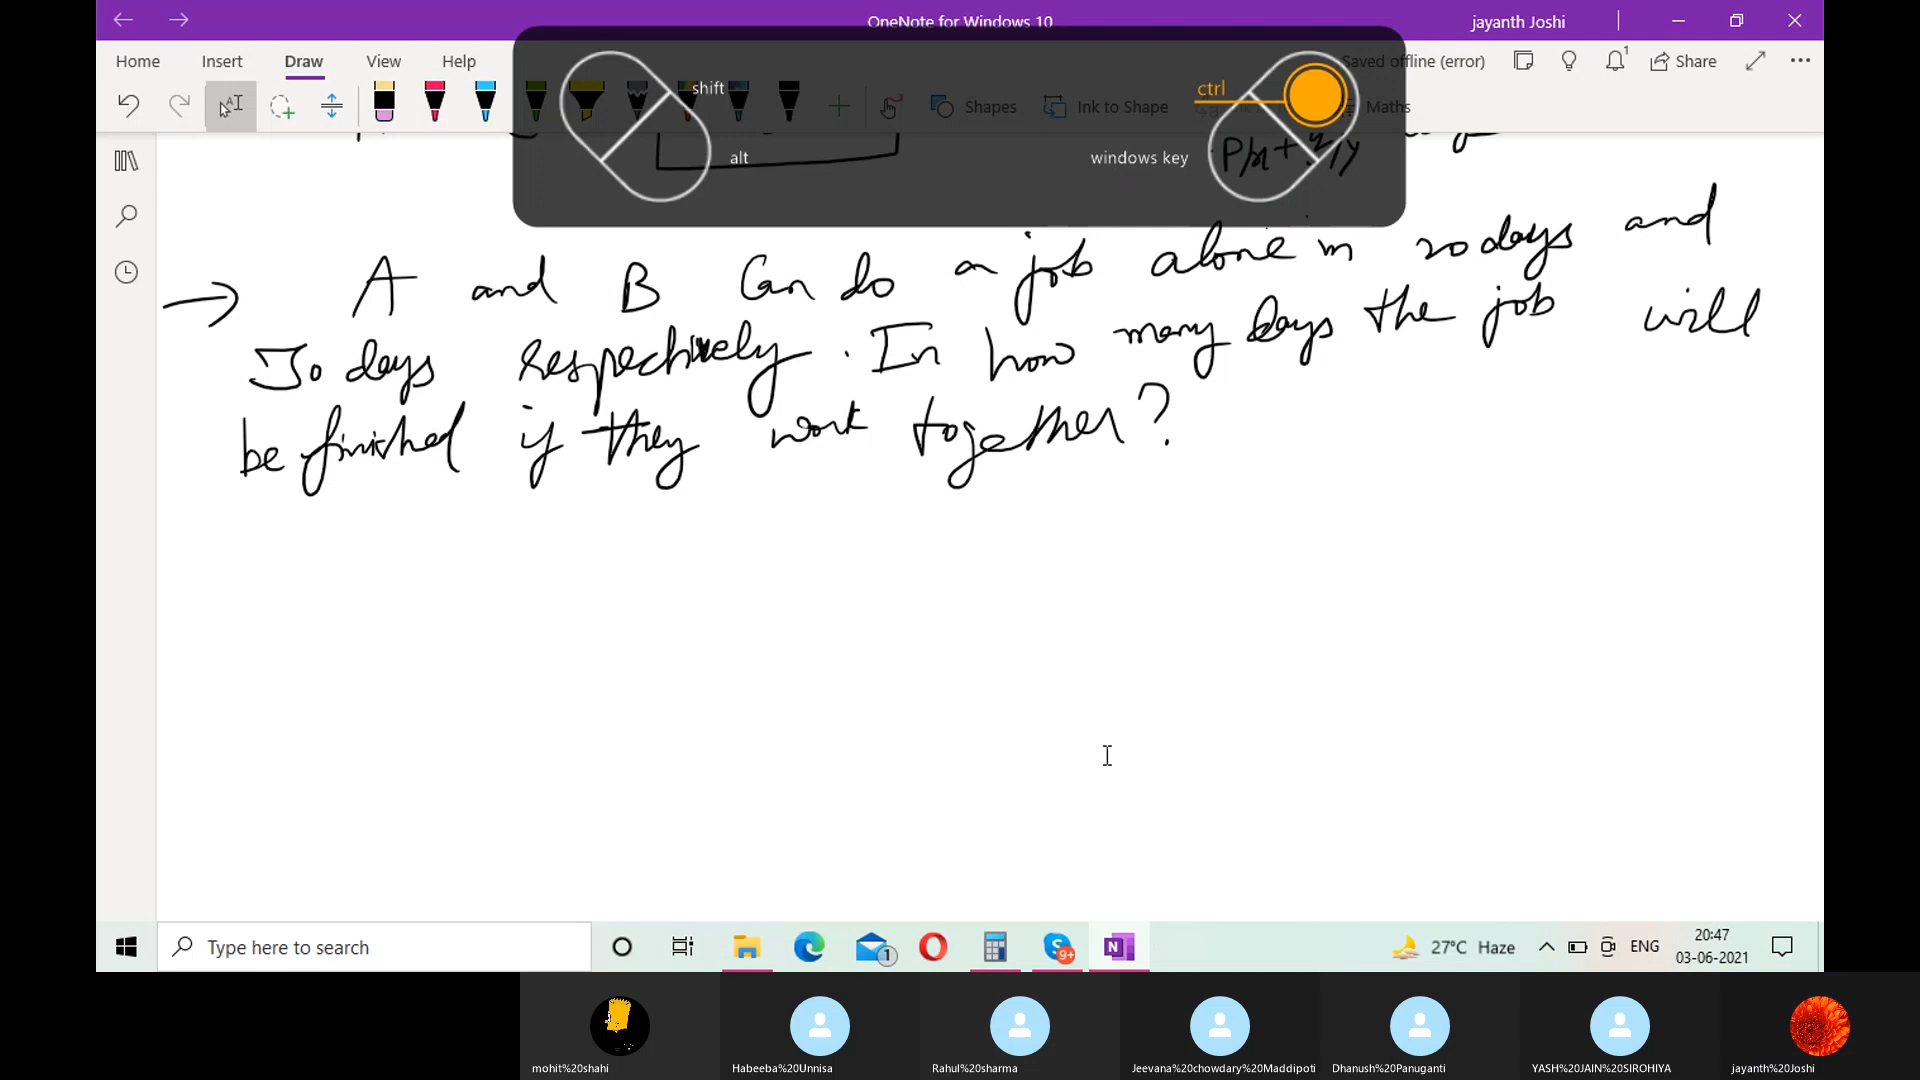 OneNote for Windows 10
jayanth Joshi
Home Insert Draw View Help
Saved offline (error)
Share
shift
ctrl
Shapes
Ink to Shape
Maths
alt
windows key
P/x + /y
A and B Can do a job alone in 20 days and
30 days respectively. In how many days the job will
be finished if they work together?
Type here to search
1
9+
N
27°C Haze
ENG
20:47
03-06-2021
mohit%20shahi
Habeeba%20Unnisa
Rahul%20sharma
Jeevana%20chowdary%20Maddipoti
Dhanush%20Panuganti
YASH%20JAIN%20SIROHIYA
jayanth%20Joshi